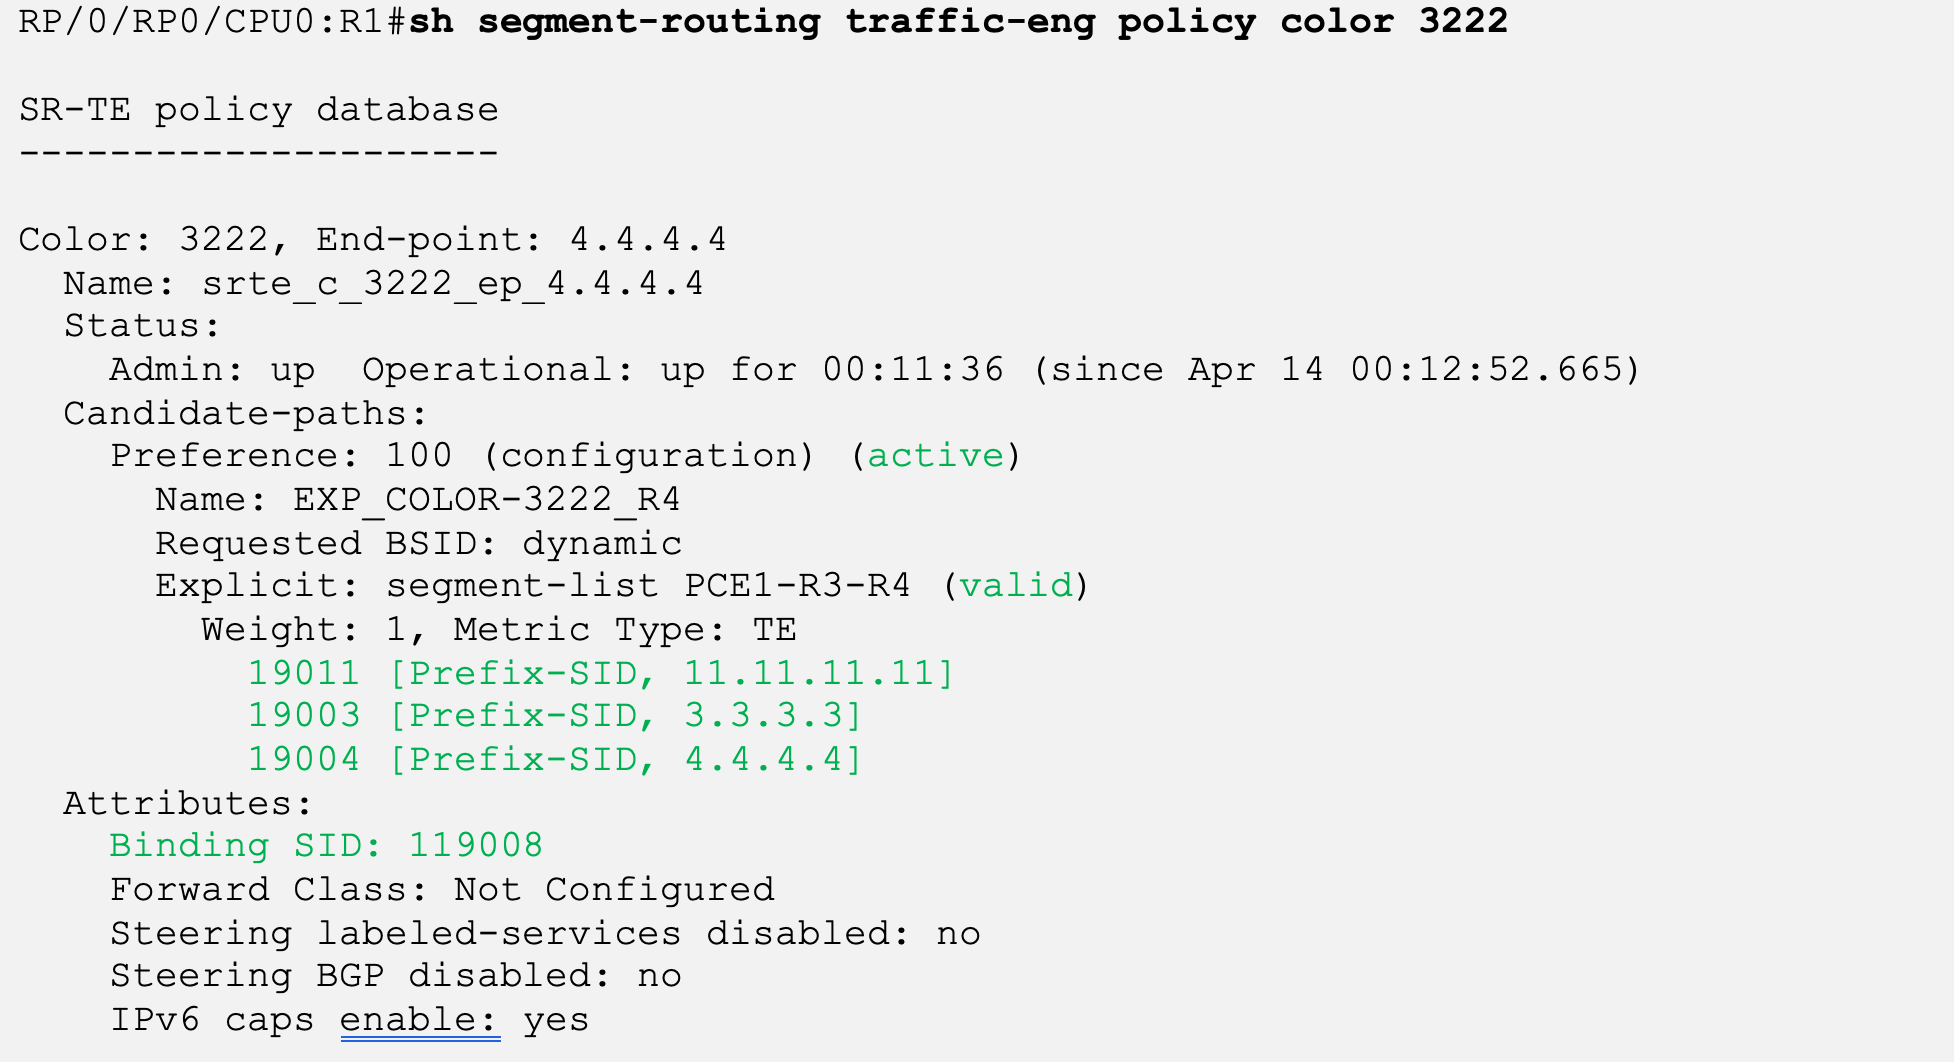 RP/0/RP0/CPU0:R1#sh segment-routing traffic-eng policy color 3222
SR-TE policy database
---------------------
Color: 3222, End-point: 4.4.4.4
Name: srte_c_3222_ep_4.4.4.4
Status:
Admin: up  Operational: up for 00:11:36 (since Apr 14 00:12:52.665)
Candidate-paths:
Preference: 100 (configuration) (active)
Name: EXP_COLOR-3222_R4
Requested BSID: dynamic
Explicit: segment-list PCE1-R3-R4 (valid)
Weight: 1, Metric Type: TE
19011 [Prefix-SID, 11.11.11.11]
19003 [Prefix-SID, 3.3.3.3]
19004 [Prefix-SID, 4.4.4.4]
Attributes:
Binding SID: 119008
Forward Class: Not Configured
Steering labeled-services disabled: no
Steering BGP disabled: no
IPv6 caps enable: yes